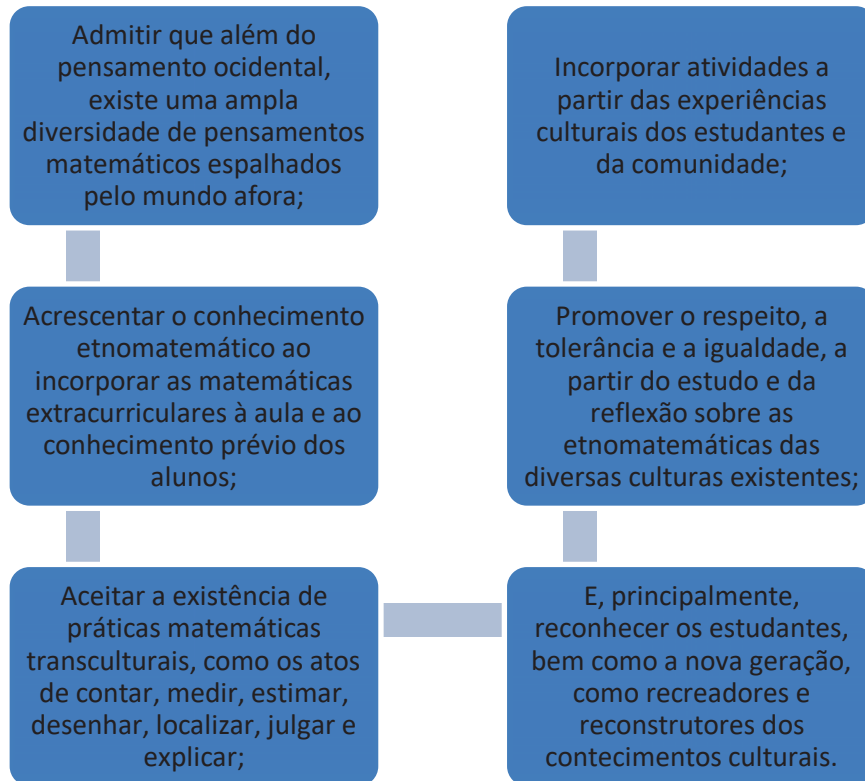 Admitir que além do
pensamento ocidental,
existe uma ampla
diversidade de pensamentos
matemáticos espalhados
pelo mundo afora;
Acrescentar o conhecimento
etnomatemático ao
incorporar as matemáticas
extracurriculares à aula e ao
conhecimento prévio dos
alunos;
Aceitar a existência de
práticas matemáticas
transculturais, como os atos
de contar, medir, estimar,
desenhar, localizar, julgar e
explicar;
E, principalmente,
reconhecer os estudantes,
bem como a nova geração,
como recreadores e
reconstrutores dos
contecimentos culturais.
Promover o respeito, a
tolerância e a igualdade, a
partir do estudo e da
reflexão sobre as
etnomatemáticas das
diversas culturas existentes;
Incorporar atividades a
partir das experiências
culturais dos estudantes e
da comunidade;